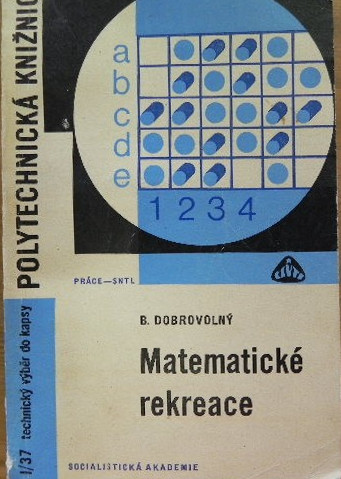 POLYTECHNICKÁ KNIŽNIC
I/37 technický výběr do kapsy
a
b
c
d
e
1 2 3 4
PRÁCE—SNTL
B. DOBROVOLNÝ
Matematické
rekreace
SOCIALISTICKÁ AKADEMIE